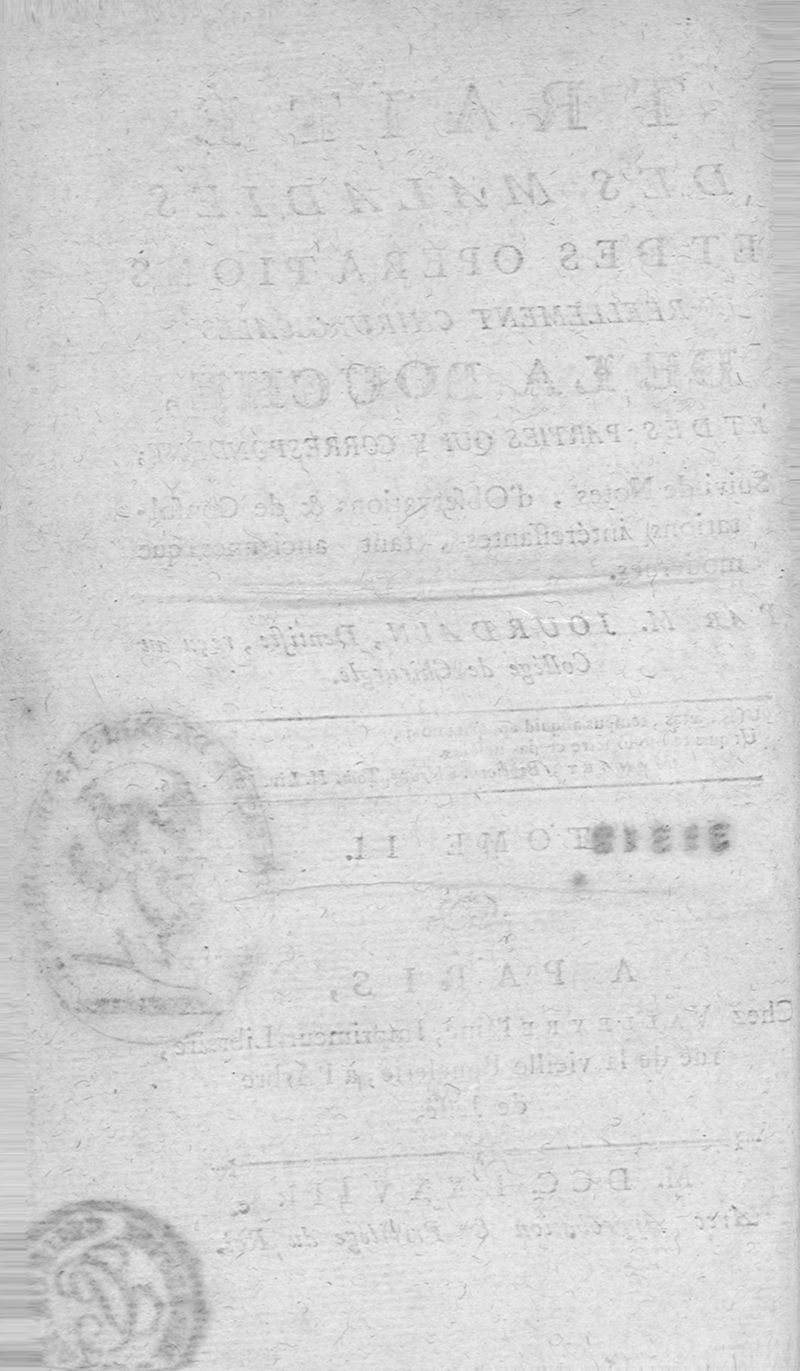 TRAITÉ
DES MALADIES
ET DES OPÉRATIONS
RÉELLEMENT CHIRURGICALES
DE LA BOUCHE,
ET DES PARTIES QUI Y CORRESPONDENT;
Suivi de Notes, d'Observations & de Consul-
tations intéressantes, tant anciennes que
modernes.
PAR M. JOURDAIN, Dentiste, reçu au
Collège de Chirurgie.
TOME II.
A PARIS,
Chez VALLEYRE l'aîné, Imprimeur-Libraire,
rue de la vieille Bouclerie, à l'Arbre
de Jessé.
M. DCC. LXXVIII.
Avec Approbation & Privilège du Roi.